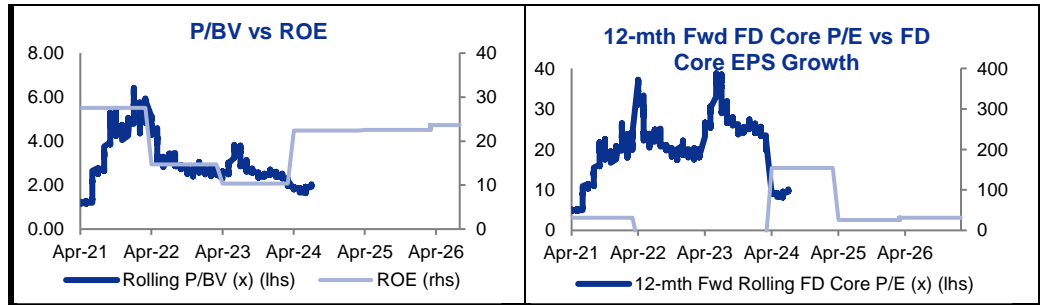 P/BV vs ROE
8.00
6.00
4.00
2.00
0.00
40
30
20
10
0
Apr-21 Apr-22 Apr-23 Apr-24 Apr-25 Apr-26
Rolling P/BV (x) (lhs) ROE (rhs)
12-mth Fwd FD Core P/E vs FD
Core EPS Growth
40
30
20
10
0
400
300
200
100
0
Apr-21 Apr-22 Apr-23 Apr-24 Apr-25 Apr-26
12-mth Fwd Rolling FD Core P/E (x) (lhs)